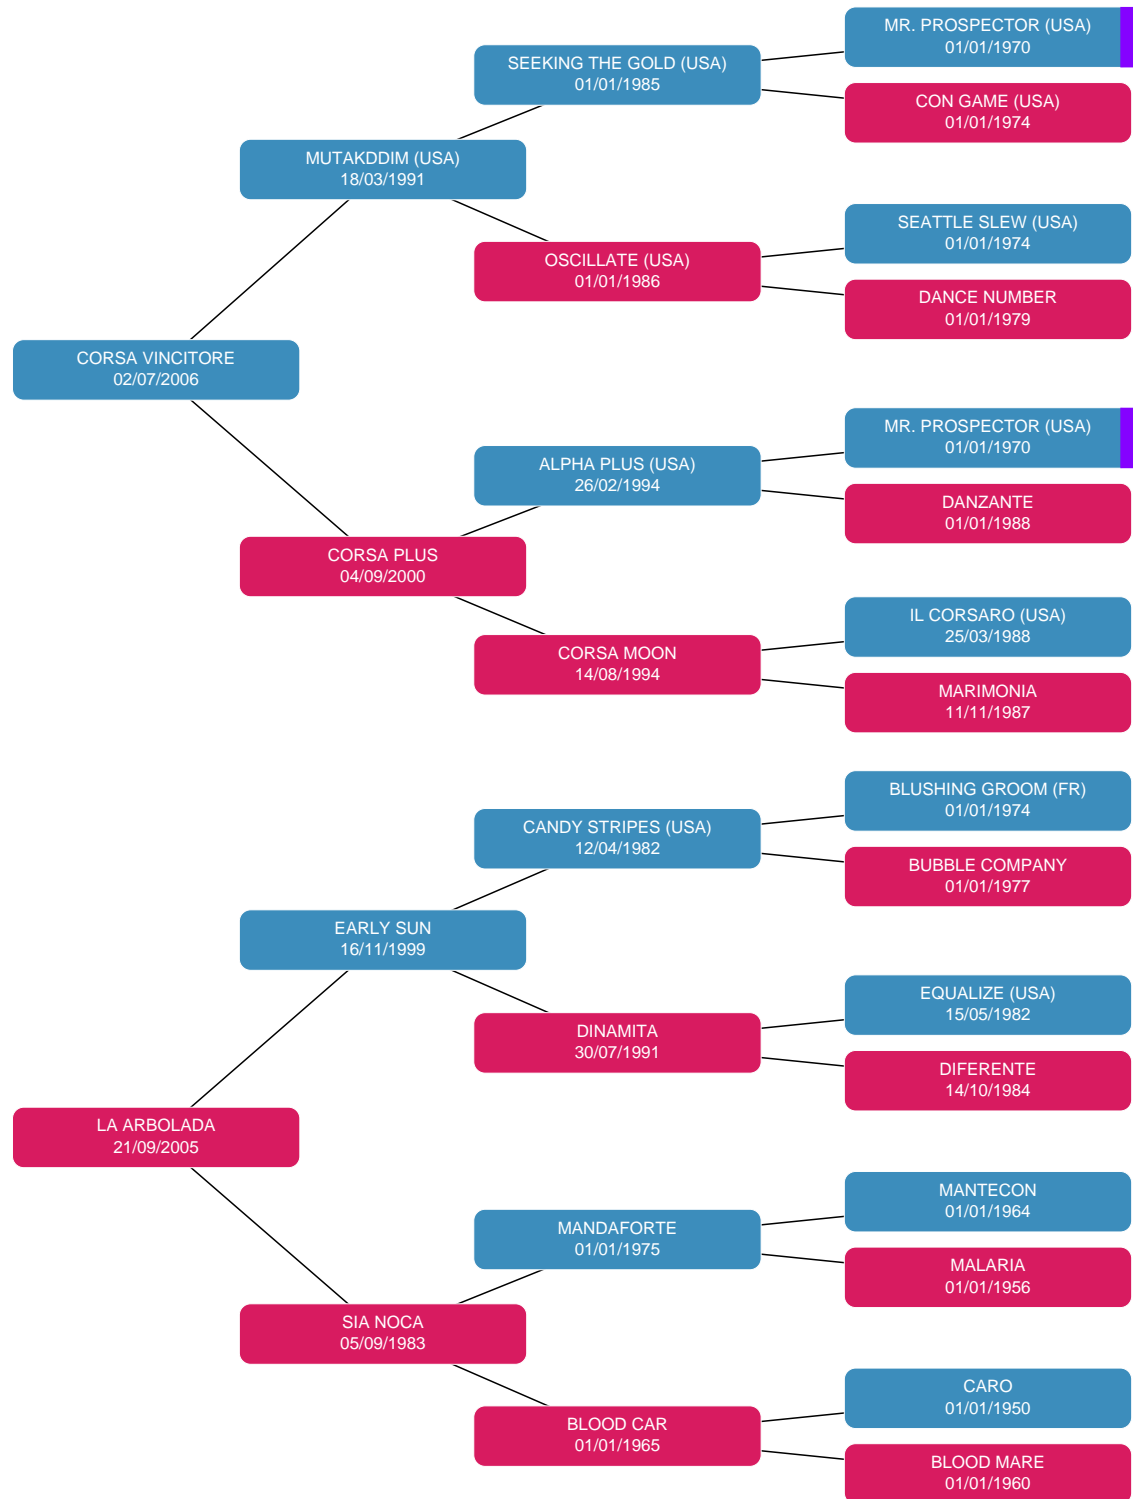 MR. PROSPECTOR (USA)
01/01/1970
SEEKING THE GOLD (USA)
01/01/1985
CON GAME (USA)
01/01/1974
MUTAKDDIM (USA)
18/03/1991
SEATTLE SLEW (USA)
01/01/1974
OSCILLATE (USA)
01/01/1986
DANCE NUMBER
01/01/1979
CORSA VINCITORE
02/07/2006
MR. PROSPECTOR (USA)
01/01/1970
ALPHA PLUS (USA)
26/02/1994
DANZANTE
01/01/1988
CORSA PLUS
04/09/2000
IL CORSARO (USA)
25/03/1988
CORSA MOON
14/08/1994
MARIMONIA
11/11/1987
BLUSHING GROOM (FR)
01/01/1974
CANDY STRIPES (USA)
12/04/1982
BUBBLE COMPANY
01/01/1977
EARLY SUN
16/11/1999
EQUALIZE (USA)
15/05/1982
DINAMITA
30/07/1991
DIFERENTE
14/10/1984
LA ARBOLADA
21/09/2005
MANTECON
01/01/1964
MANDAFORTE
01/01/1975
MALARIA
01/01/1956
SIA NOCA
05/09/1983
CARO
01/01/1950
BLOOD CAR
01/01/1965
BLOOD MARE
01/01/1960